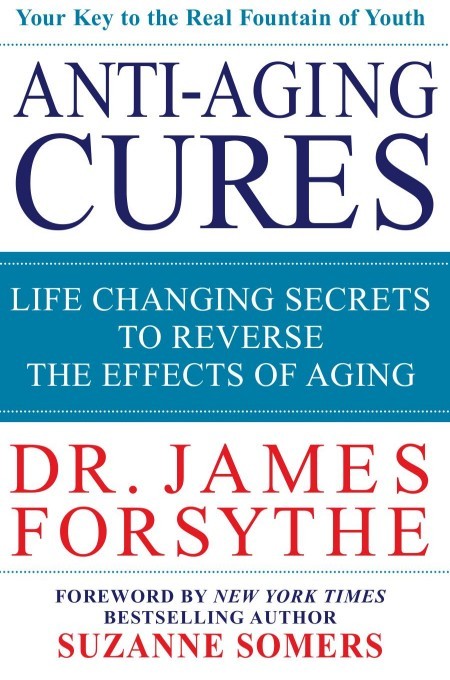 Your Key to the Real Fountain of Youth
ANTI-AGING
CURES
LIFE CHANGING SECRETS
TO REVERSE
THE EFFECTS OF AGING
DR. JAMES
FORSYTHE
FOREWORD BY NEW YORK TIMES
BESTSELLING AUTHOR
SUZANNE SOMERS